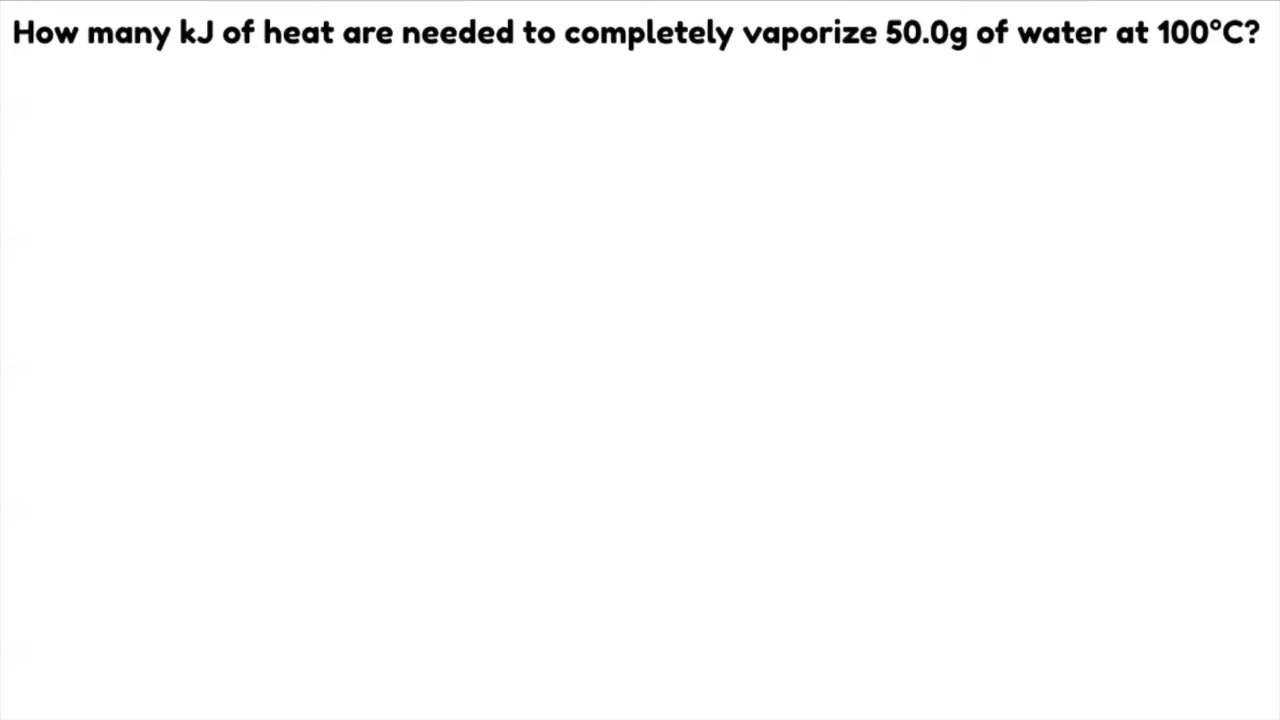 How many kJ of heat are needed to completely vaporize 50.0g of water at 100°C?